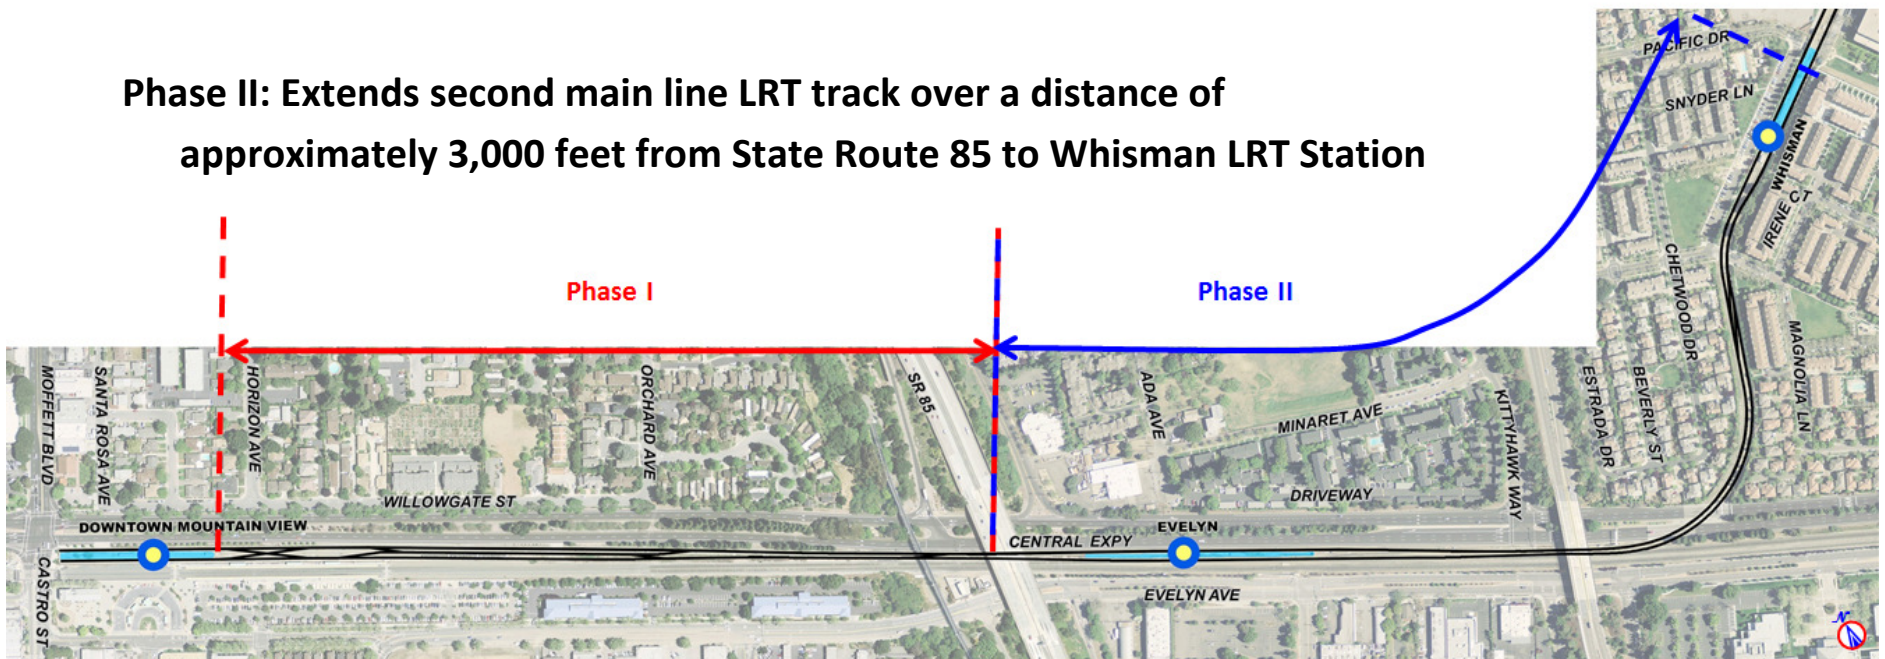 Phase II: Extends second main line LRT track over a distance of
approximately 3,000 feet from State Route 85 to Whisman LRT Station
PACIFIC DR
SNYDER LN
WHISMAN
IRENE CT
Phase I
Phase II
CHETWOOD DR
MAGNOLIA LN
MOFFETT BLVD
SANTA ROSA AVE
HORIZON AVE
ORCHARD AVE
SR 85
ADA AVE
MINARET AVE
KITTYHAWK WAY
ESTRADA DR
BEVERLY ST
WILLOWGATE ST
DRIVEWAY
DOWNTOWN MOUNTAIN VIEW
CENTRAL EXPY
EVELYN
CASTRO ST
EVELYN AVE
N